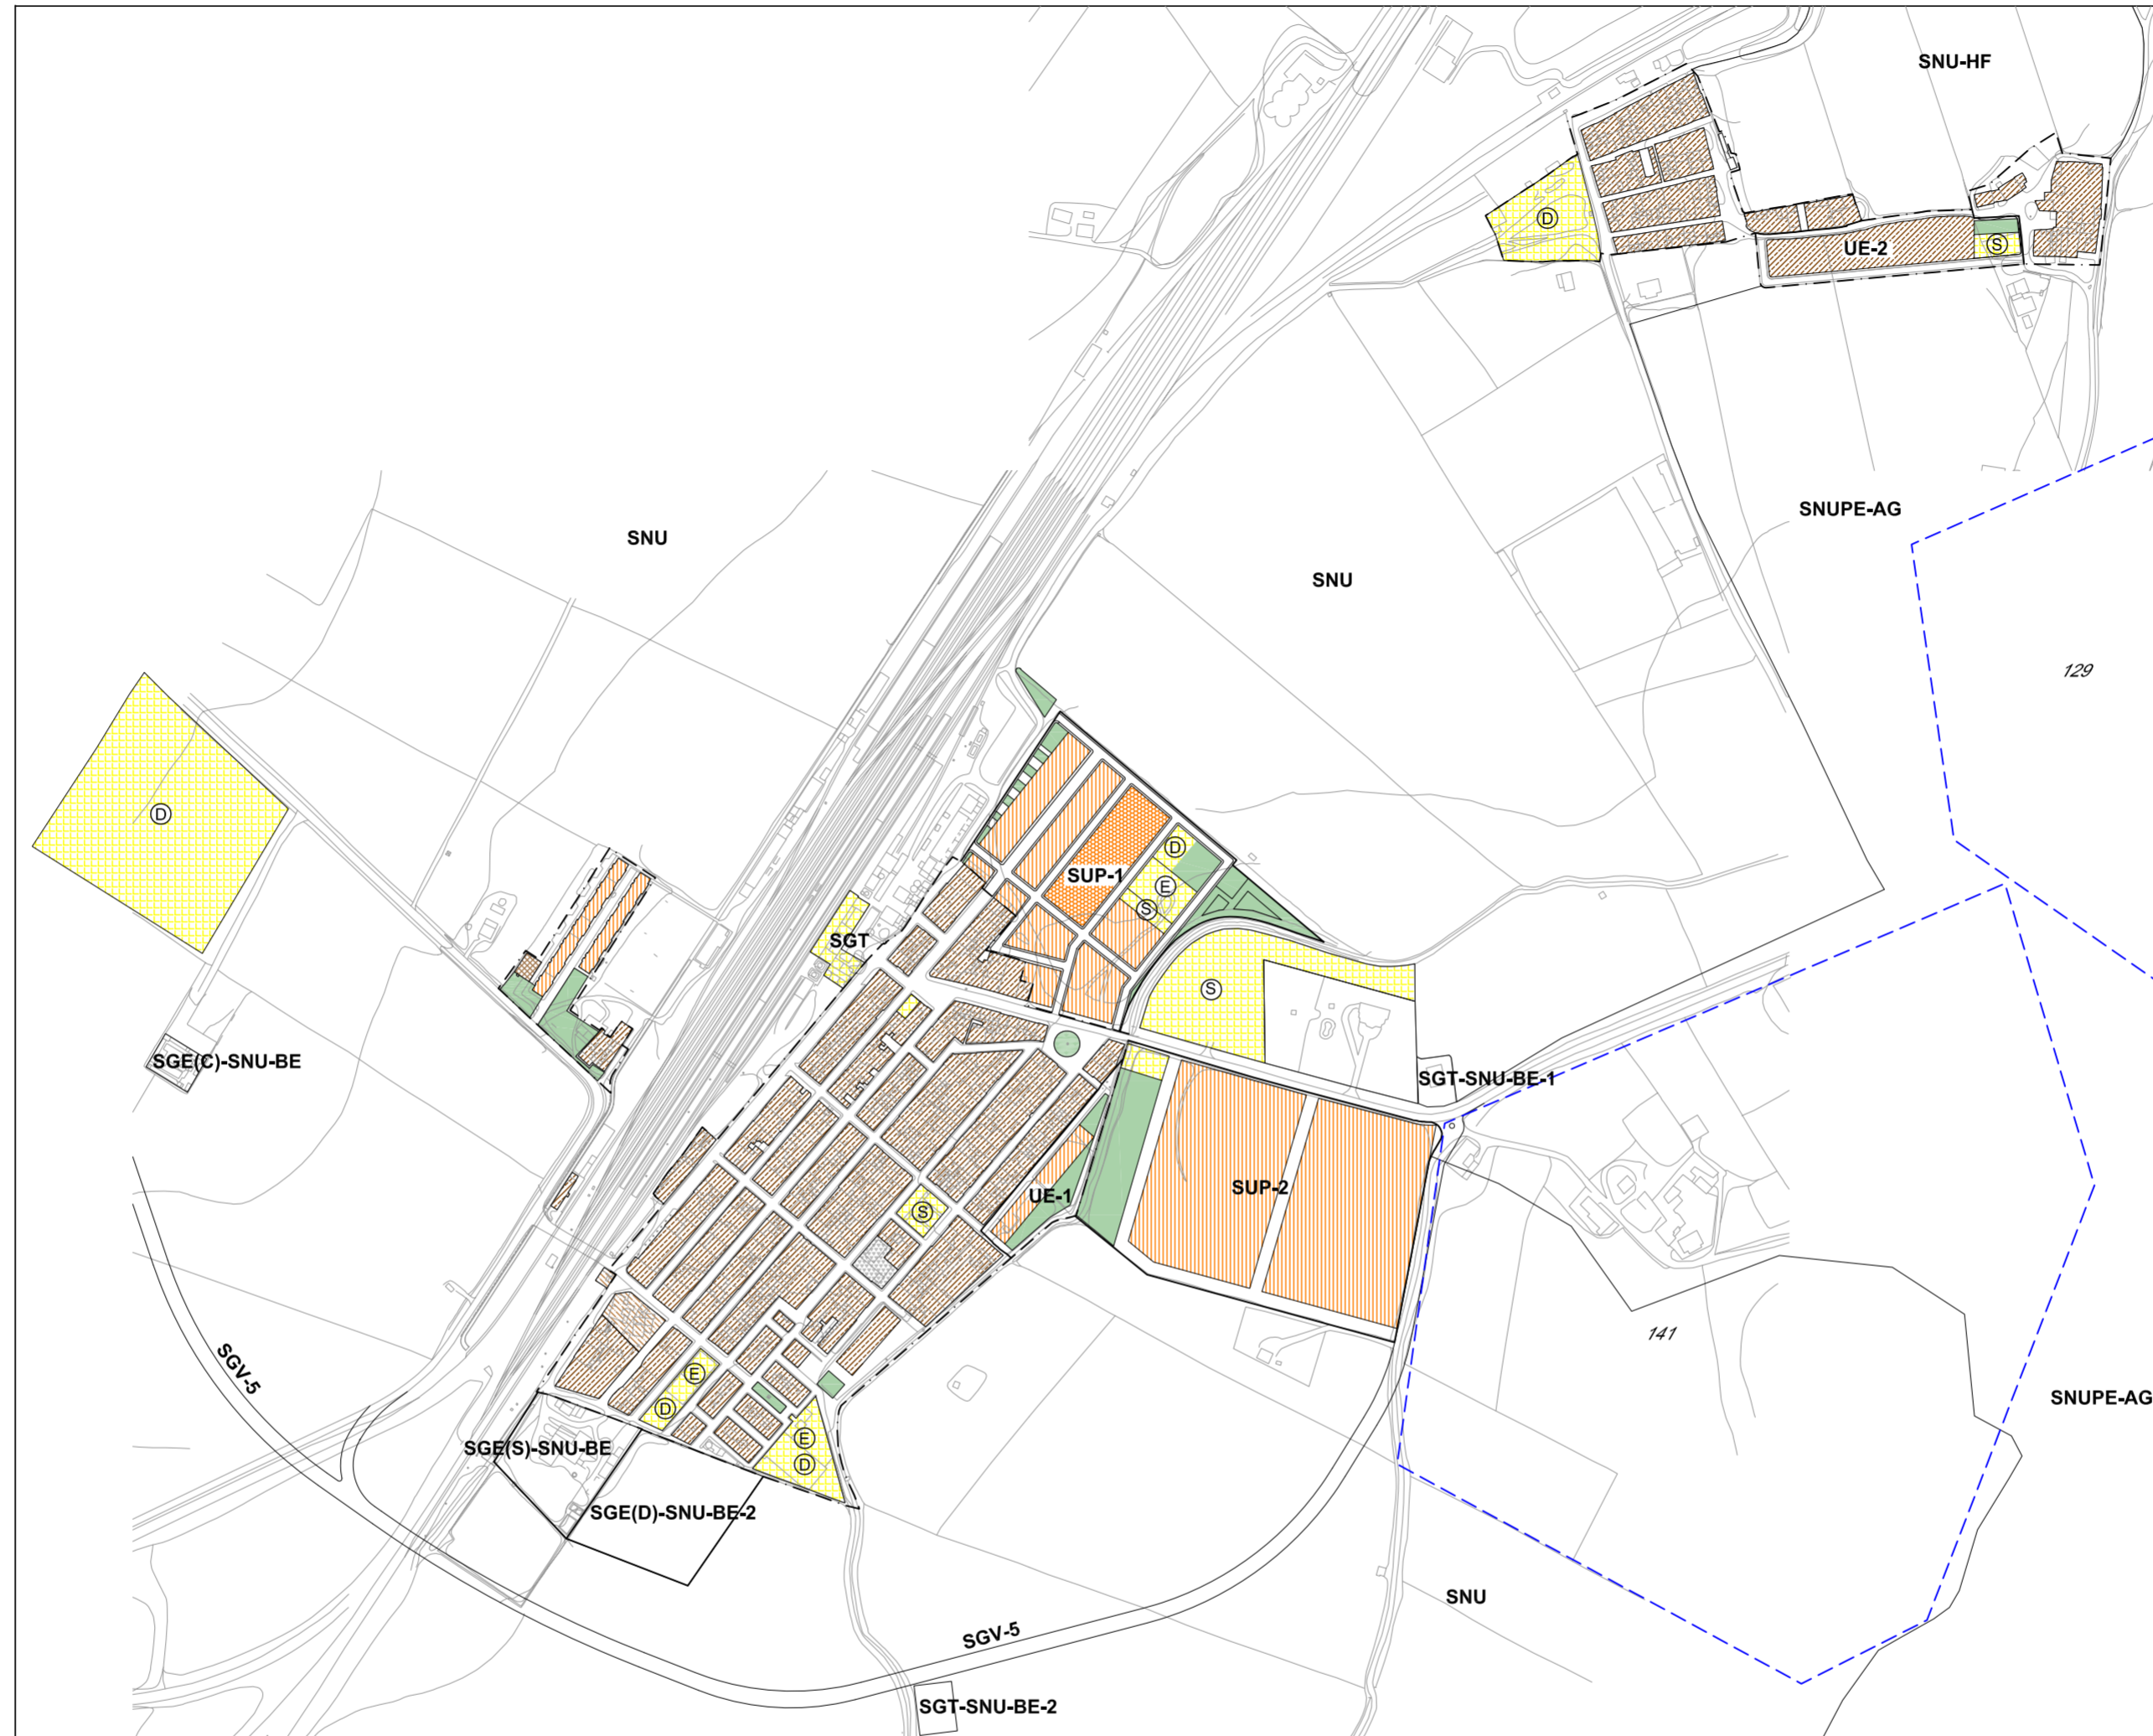 SNU-HF
D
UE-2
S
SNUPE-AG
SNU
SNU
129
D
D
SUP-1
E
S
SGT
S
SGE(C)-SNU-BE
SGT-SNU-BE-1
UE-1
SUP-2
S
141
SGV-5
E
D
SNUPE-AG
E
D
SGE(S)-SNU-BE
SGE(D)-SNU-BE-2
SNU
SGV-5
SGT-SNU-BE-2